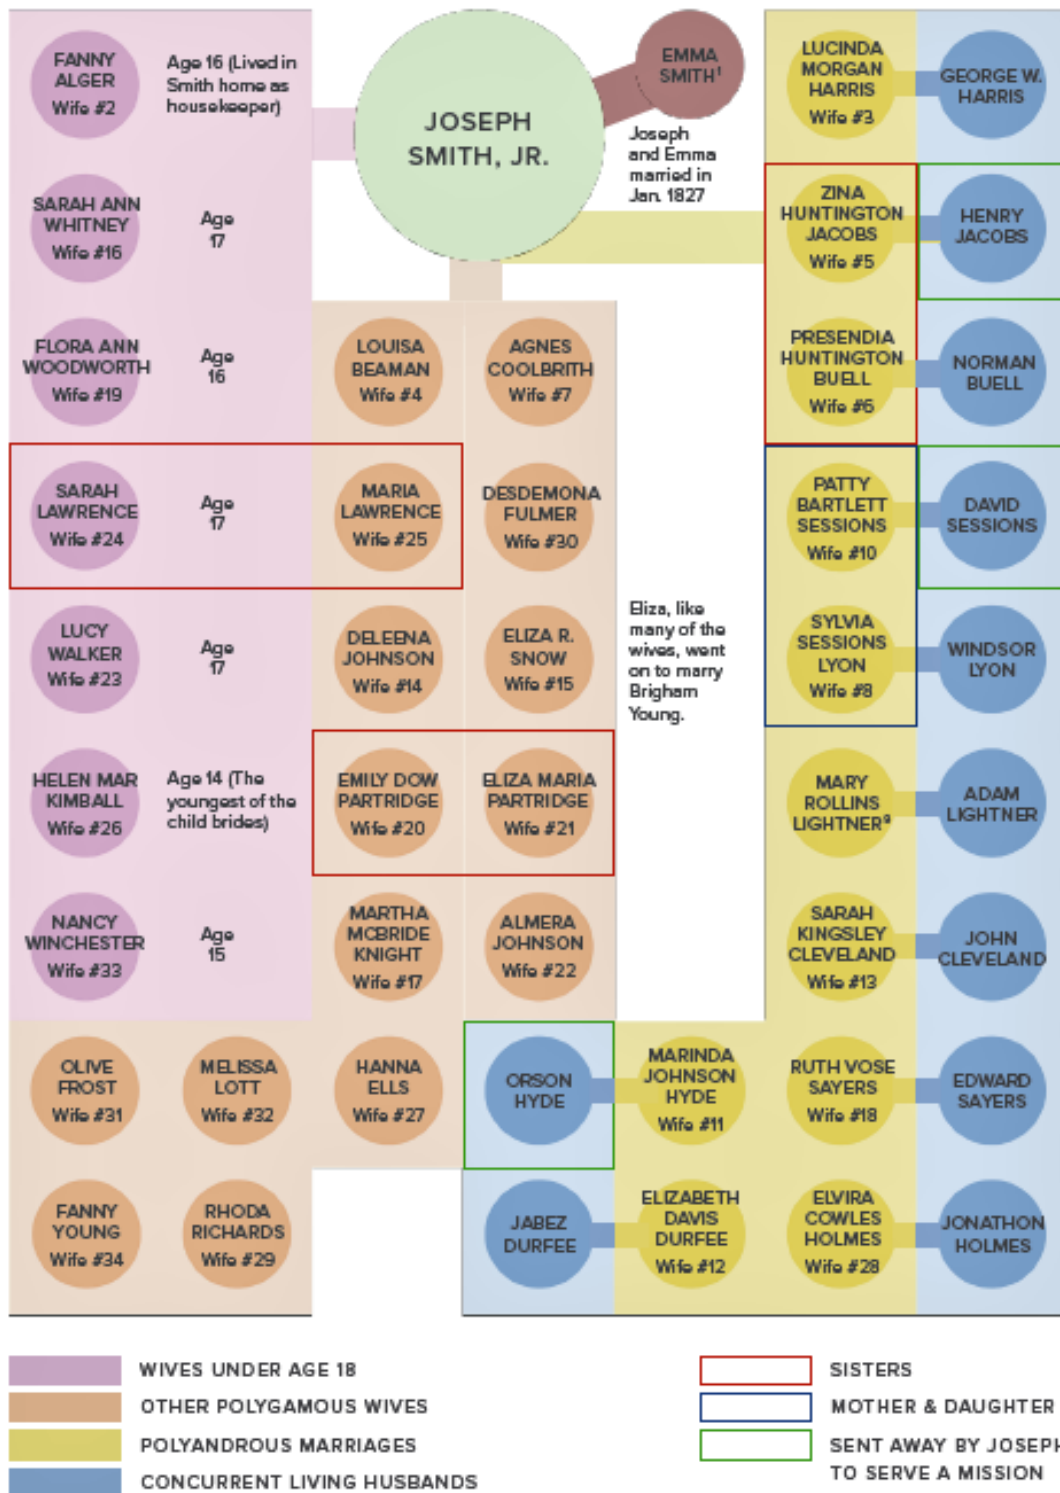 FANNY
ALGER
Wife #2
Age 16 (Lived in
Smith home as
housekeeper)
JOSEPH
SMITH, JR.
EMMA
SMITH¹
Joseph
and Emma
married in
Jan. 1827
LUCINDA
MORGAN
HARRIS
Wife #3
GEORGE W.
HARRIS
SARAH ANN
WHITNEY
Wife #16
Age
17
ZINA
HUNTINGTON
JACOBS
Wife #5
HENRY
JACOBS
FLORA ANN
WOODWORTH
Wife #19
Age
16
LOUISA
BEAMAN
Wife #4
AGNES
COOLBRITH
Wife #7
PRESENDIA
HUNTINGTON
BUELL
Wife #6
NORMAN
BUELL
SARAH
LAWRENCE
Wife #24
Age
17
MARIA
LAWRENCE
Wife #25
DESDEMONA
FULMER
Wife #30
PATTY
BARTLETT
SESSIONS
Wife #10
DAVID
SESSIONS
LUCY
WALKER
Wife #23
Age
17
DELEENA
JOHNSON
Wife #14
ELIZA R.
SNOW
Wife #15
Eliza, like
many of the
wives, went
on to marry
Brigham
Young.
SYLVIA
SESSIONS
LYON
Wife #8
WINDSOR
LYON
HELEN MAR
KIMBALL
Wife #26
Age 14 (The
youngest of the
child brides)
EMILY DOW
PARTRIDGE
Wife #20
ELIZA MARIA
PARTRIDGE
Wife #21
MARY
ROLLINS
LIGHTNER⁹
ADAM
LIGHTNER
NANCY
WINCHESTER
Wife #33
Age
15
MARTHA
MCBRIDE
KNIGHT
Wife #17
ALMERA
JOHNSON
Wife #22
SARAH
KINGSLEY
CLEVELAND
Wife #13
JOHN
CLEVELAND
OLIVE
FROST
Wife #31
MELISSA
LOTT
Wife #32
HANNA
ELLS
Wife #27
ORSON
HYDE
MARINDA
JOHNSON
HYDE
Wife #11
RUTH VOSE
SAYERS
Wife #18
EDWARD
SAYERS
FANNY
YOUNG
Wife #34
RHODA
RICHARDS
Wife #29
JABEZ
DURFEE
ELIZABETH
DAVIS
DURFEE
Wife #12
ELVIRA
COWLES
HOLMES
Wife #28
JONATHON
HOLMES
WIVES UNDER AGE 18
OTHER POLYGAMOUS WIVES
POLYANDROUS MARRIAGES
CONCURRENT LIVING HUSBANDS
SISTERS
MOTHER & DAUGHTER
SENT AWAY BY JOSEPH
TO SERVE A MISSION